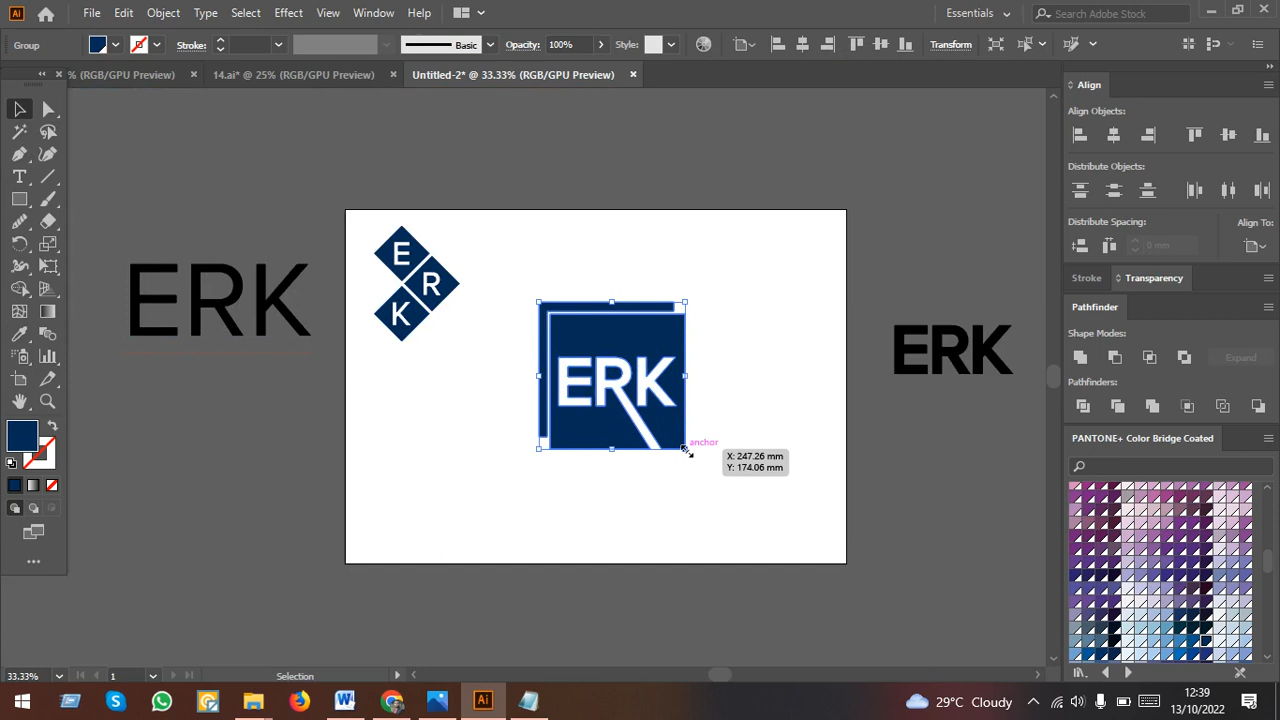 Ai File Edit Object Type Select Effect View Window Help Essentials Search Adobe Stock
Group Stroke: Basic Opacity: 100% Style: Transform
% (RGB/GPU Preview) × 14.ai* @ 25% (RGB/GPU Preview) × Untitled-2* @ 33.33% (RGB/GPU Preview) ×
Align
Align Objects:
Distribute Objects:
Distribute Spacing: Align To:
0 mm
Stroke Transparency
Pathfinder
Shape Modes:
Expand
Pathfinders:
PANTONE+ Color Bridge Coated
ERK
E
R
K
ERK
ERK
anchor
X: 247.26 mm
Y: 174.06 mm
33.33% 1 Selection
29°C Cloudy
12:39
13/10/2022